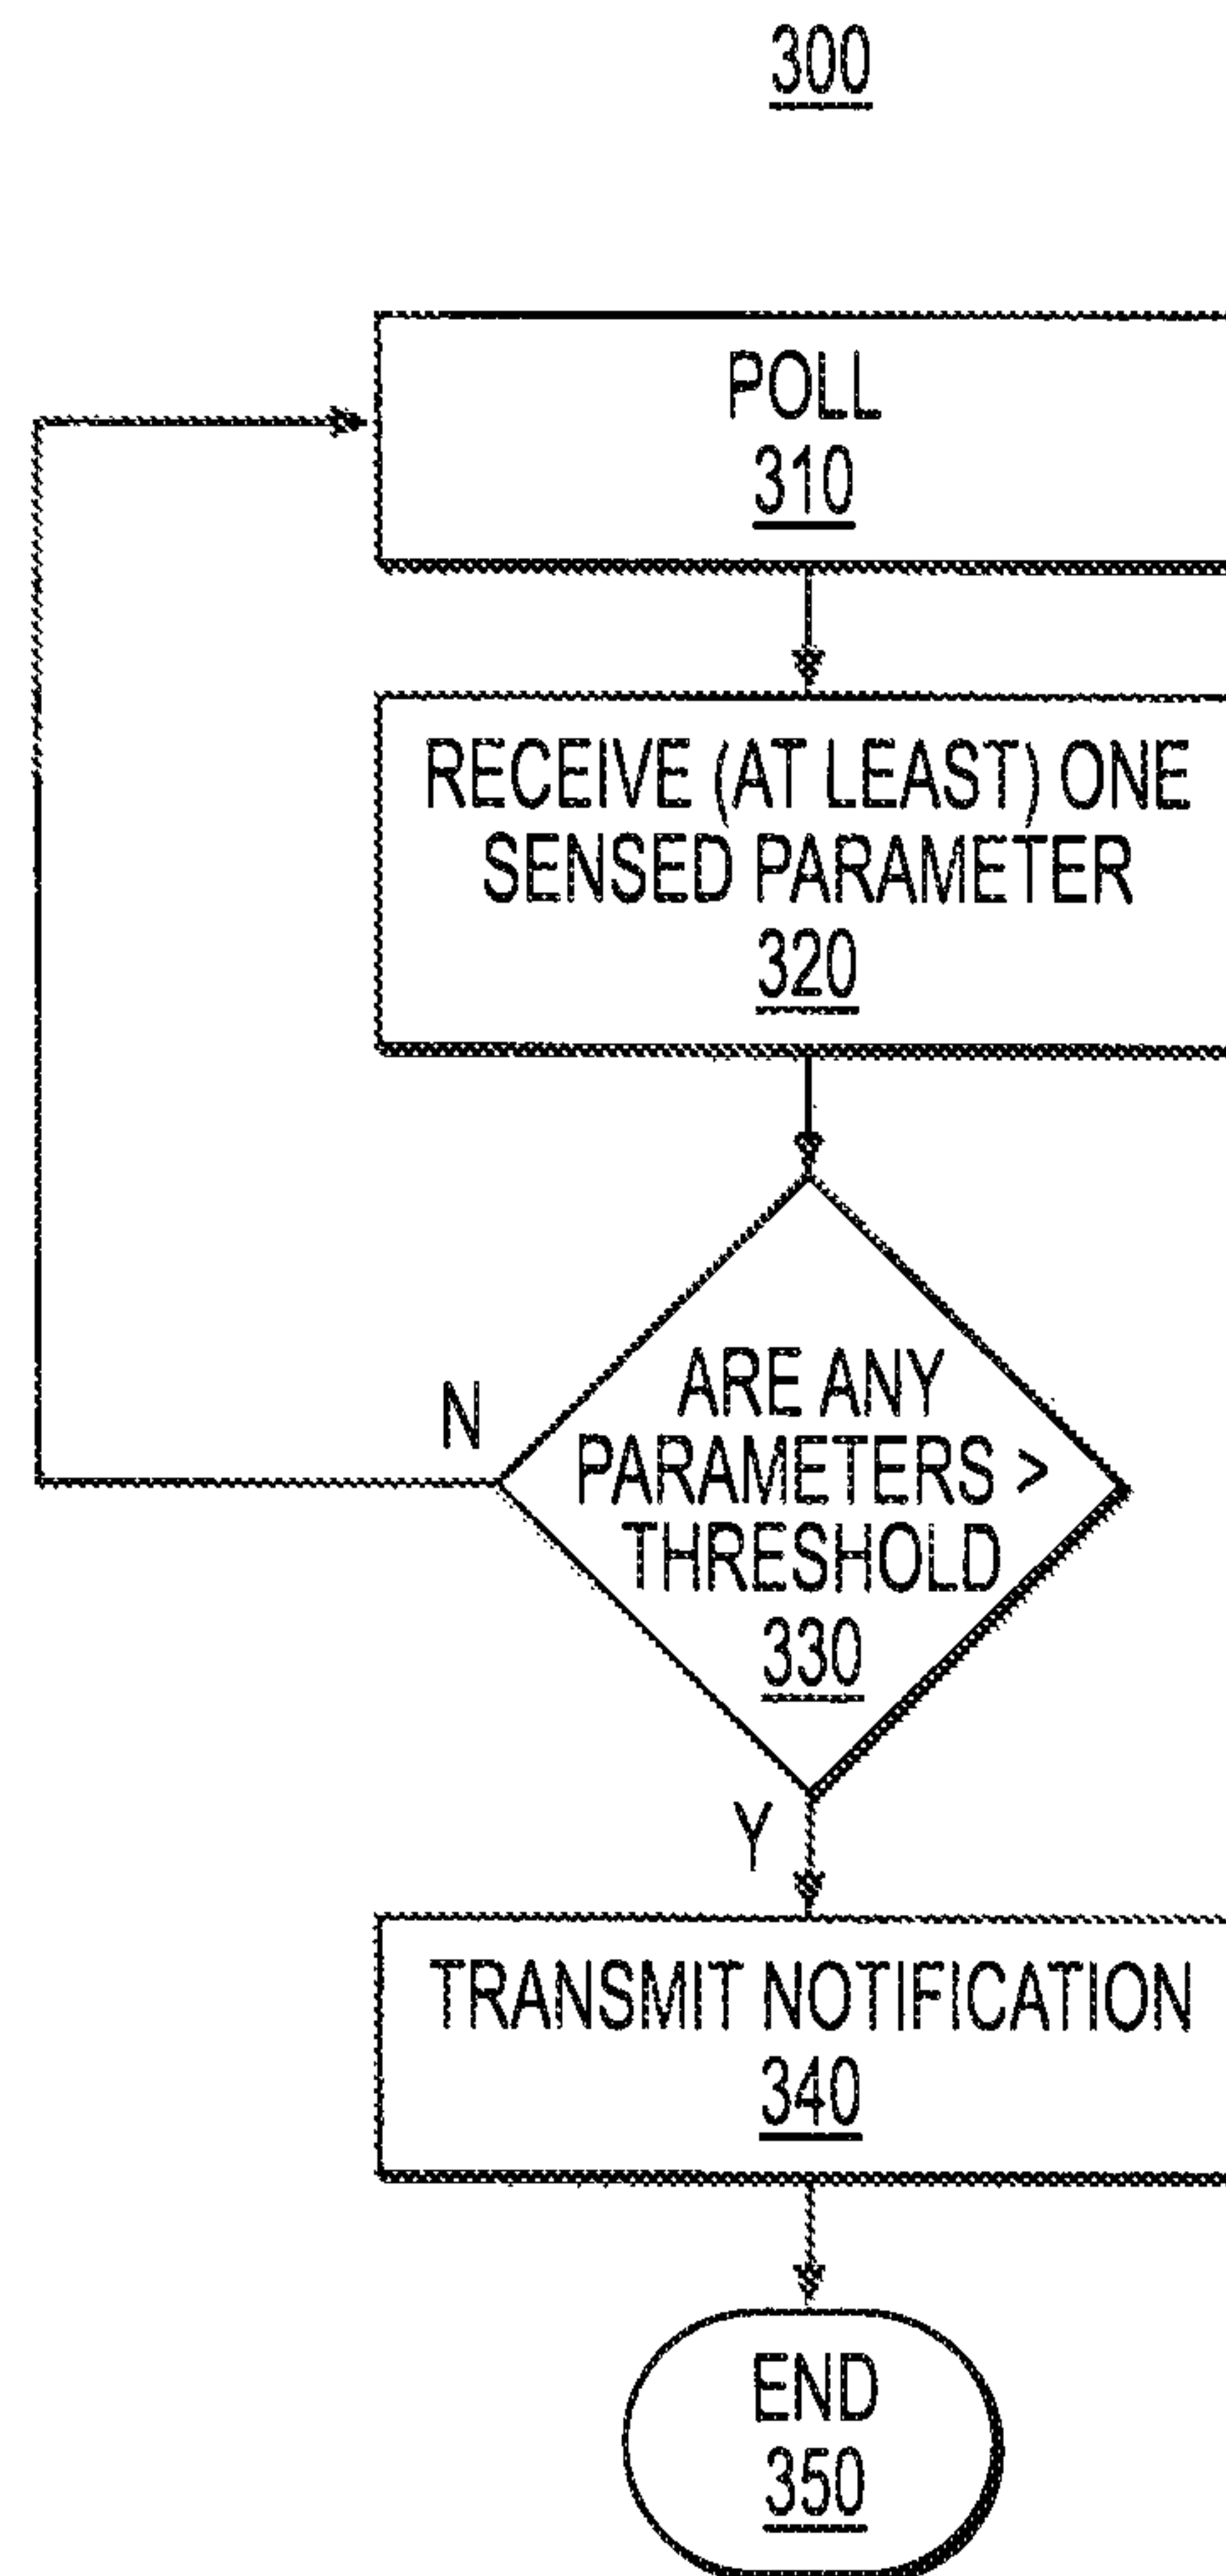 300
POLL
310
RECEIVE (AT LEAST) ONE
SENSED PARAMETER
320
ARE ANY
PARAMETERS >
THRESHOLD
330
N
Y
TRANSMIT NOTIFICATION
340
END
350